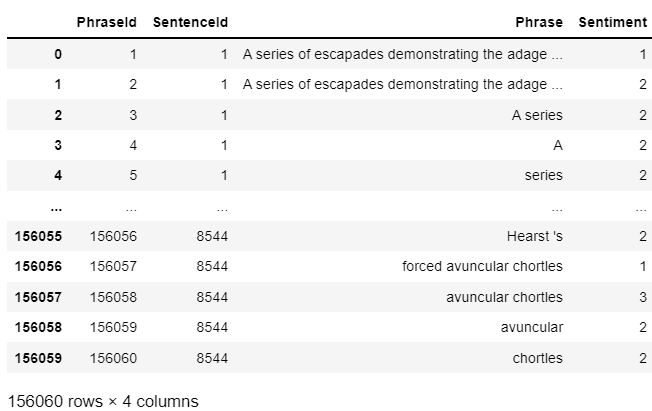 PhraseId SentenceId Phrase Sentiment
0 1 1 A series of escapades demonstrating the adage ... 1
1 2 1 A series of escapades demonstrating the adage ... 2
2 3 1 A series 2
3 4 1 A 2
4 5 1 series 2
... ... ... ... ...
156055 156056 8544 Hearst 's 2
156056 156057 8544 forced avuncular chortles 1
156057 156058 8544 avuncular chortles 3
156058 156059 8544 avuncular 2
156059 156060 8544 chortles 2
156060 rows × 4 columns